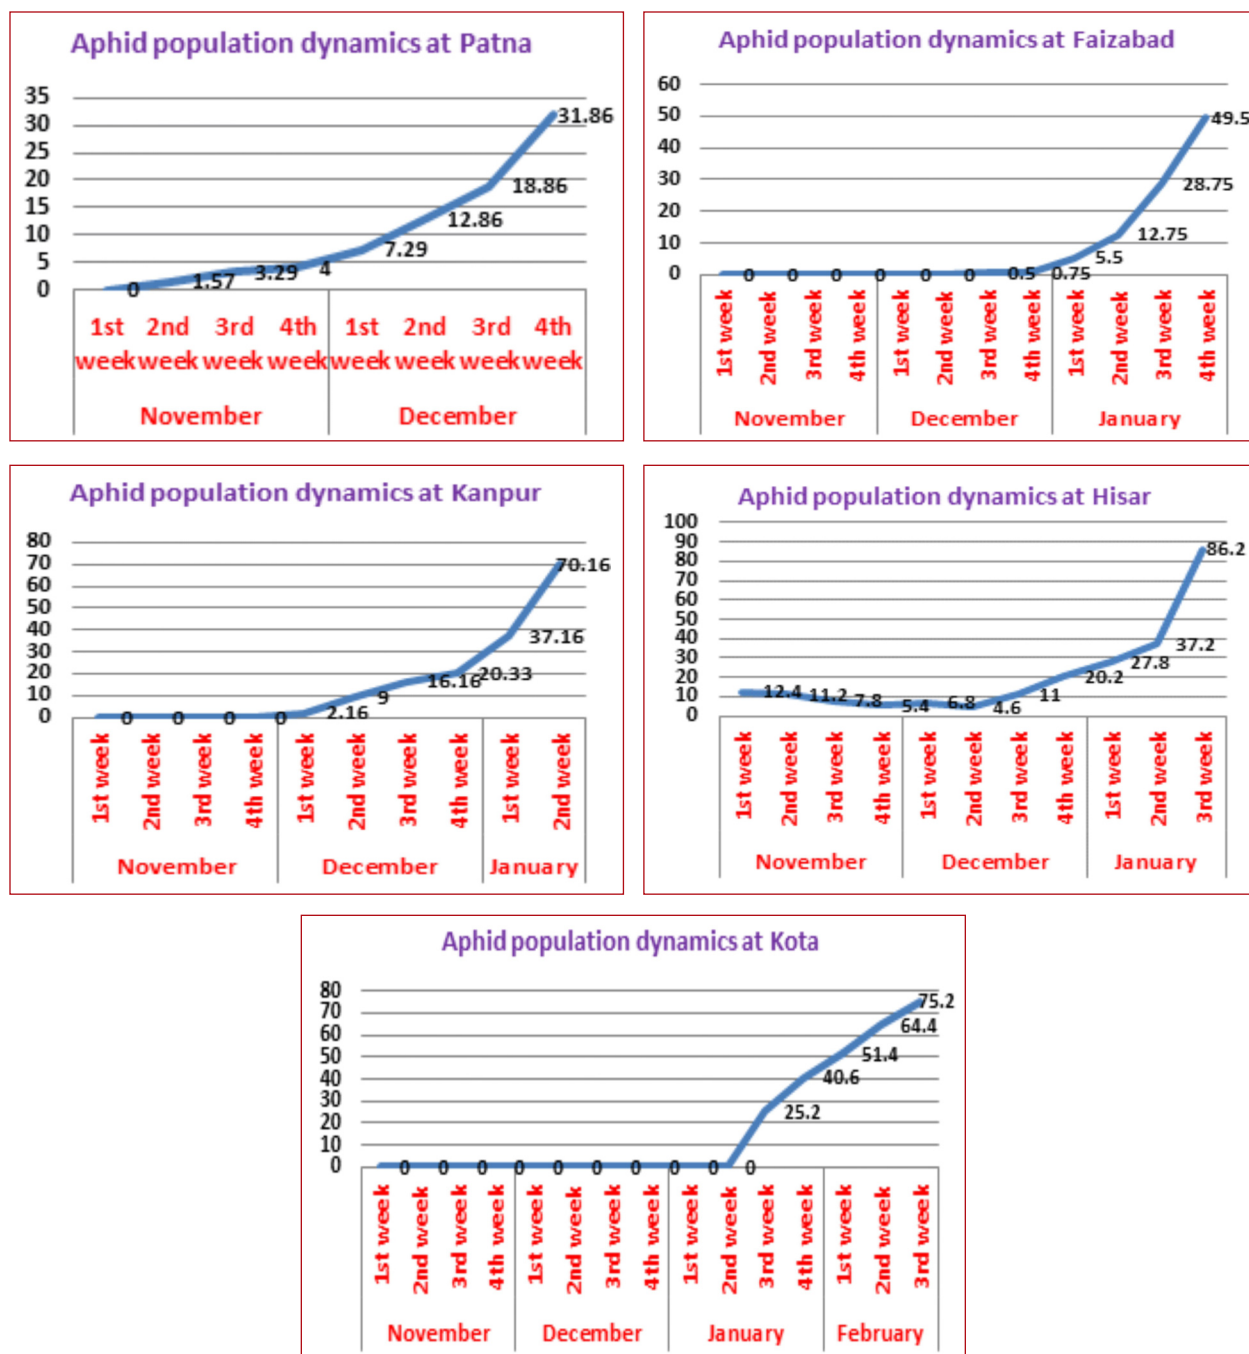 Aphid population dynamics at Patna
35
30
25
20
15
10
5
0
0
1.57
3.29
4
7.29
12.86
18.86
31.86
1st week
2nd week
3rd week
4th week
1st week
2nd week
3rd week
4th week
November
December
Aphid population dynamics at Faizabad
60
50
40
30
20
10
0
0
0
0
0
0
0
0.5
0.75
5.5
12.75
28.75
49.5
1st week
2nd week
3rd week
4th week
1st week
2nd week
3rd week
4th week
1st week
2nd week
3rd week
4th week
November
December
January
Aphid population dynamics at Kanpur
80
70
60
50
40
30
20
10
0
0
0
0
0
2.16
9
16.16
20.33
37.16
70.16
1st week
2nd week
3rd week
4th week
1st week
2nd week
3rd week
4th week
1st week
2nd week
November
December
January
Aphid population dynamics at Hisar
100
90
80
70
60
50
40
30
20
10
0
12.4
11.2
7.8
5.4
6.8
4.6
11
20.2
27.8
37.2
86.2
1st week
2nd week
3rd week
4th week
1st week
2nd week
3rd week
4th week
1st week
2nd week
3rd week
November
December
January
Aphid population dynamics at Kota
80
70
60
50
40
30
20
10
0
0
0
0
0
0
0
0
0
0
0
25.2
40.6
51.4
64.4
75.2
1st week
2nd week
3rd week
4th week
1st week
2nd week
3rd week
4th week
1st week
2nd week
3rd week
4th week
1st week
2nd week
3rd week
November
December
January
February